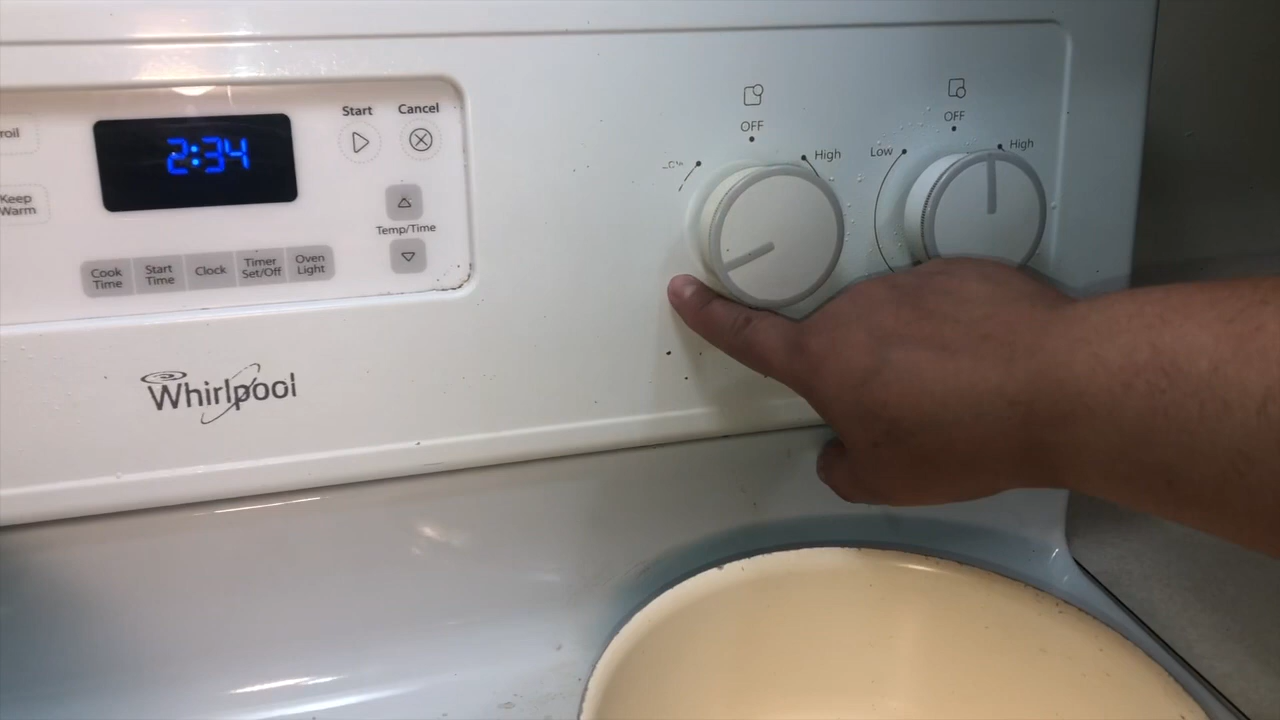 roil
Keep
Warm
2:34
Start
Cancel
Temp/Time
Cook
Time
Start
Time
Clock
Timer
Set/Off
Oven
Light
Whirlpool
OFF
High
OFF
Low
High